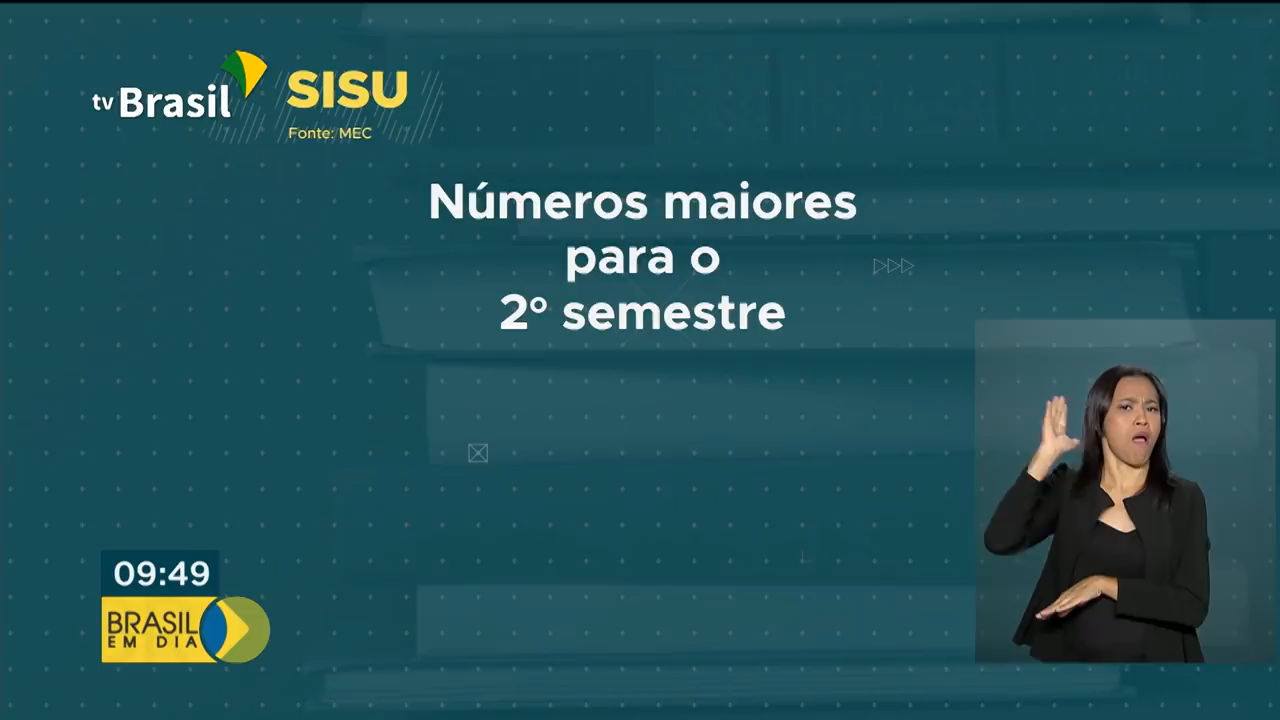 tv Brasil
SISU
Fonte: MEC
Números maiores
para o
2º semestre
09:49
BRASIL
EM DIA